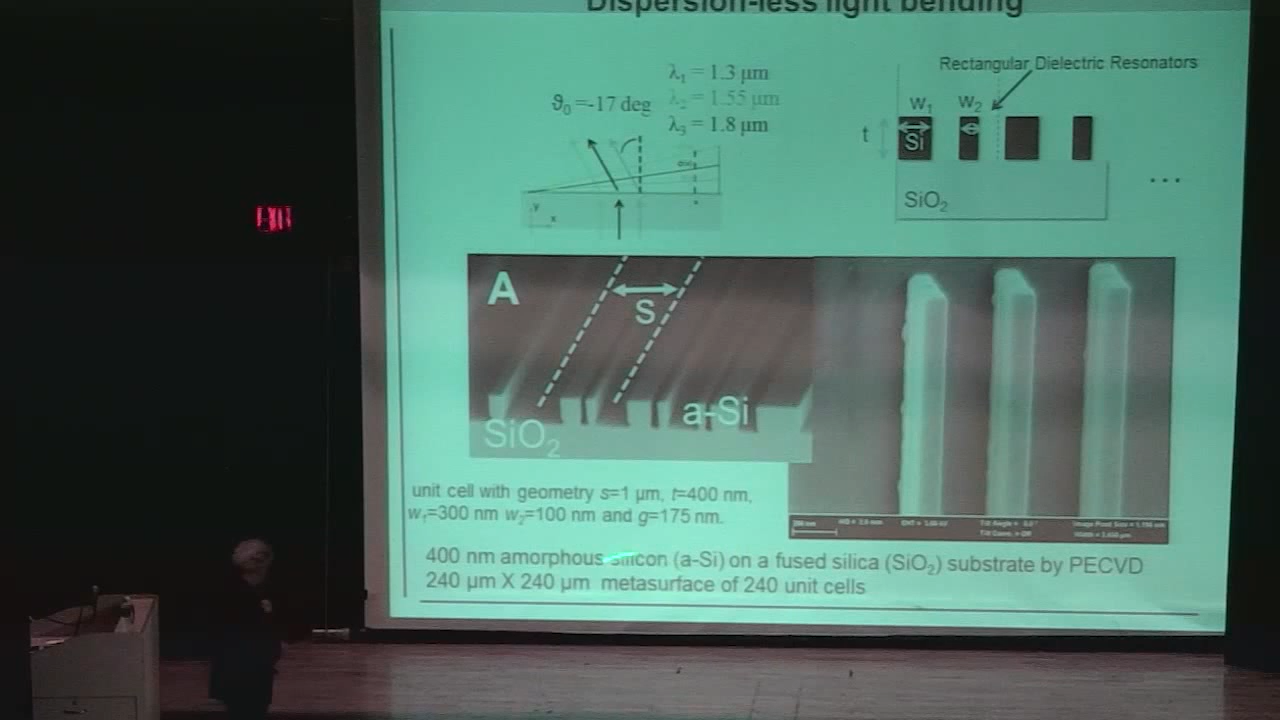 Dispersion-less light bending
λ₁ = 1.3 µm
ϑ₀ =-17 deg
λ₂ = 1.55 µm
λ₃ = 1.8 µm
y
x
Rectangular Dielectric Resonators
W₁
W₂
t
Si
SiO₂
...
A
S
a-Si
SiO₂
unit cell with geometry s=1 µm, t=400 nm,
w₁=300 nm w₂=100 nm and g=175 nm.
400 nm amorphous silicon (a-Si) on a fused silica (SiO₂) substrate by PECVD
240 µm X 240 µm metasurface of 240 unit cells